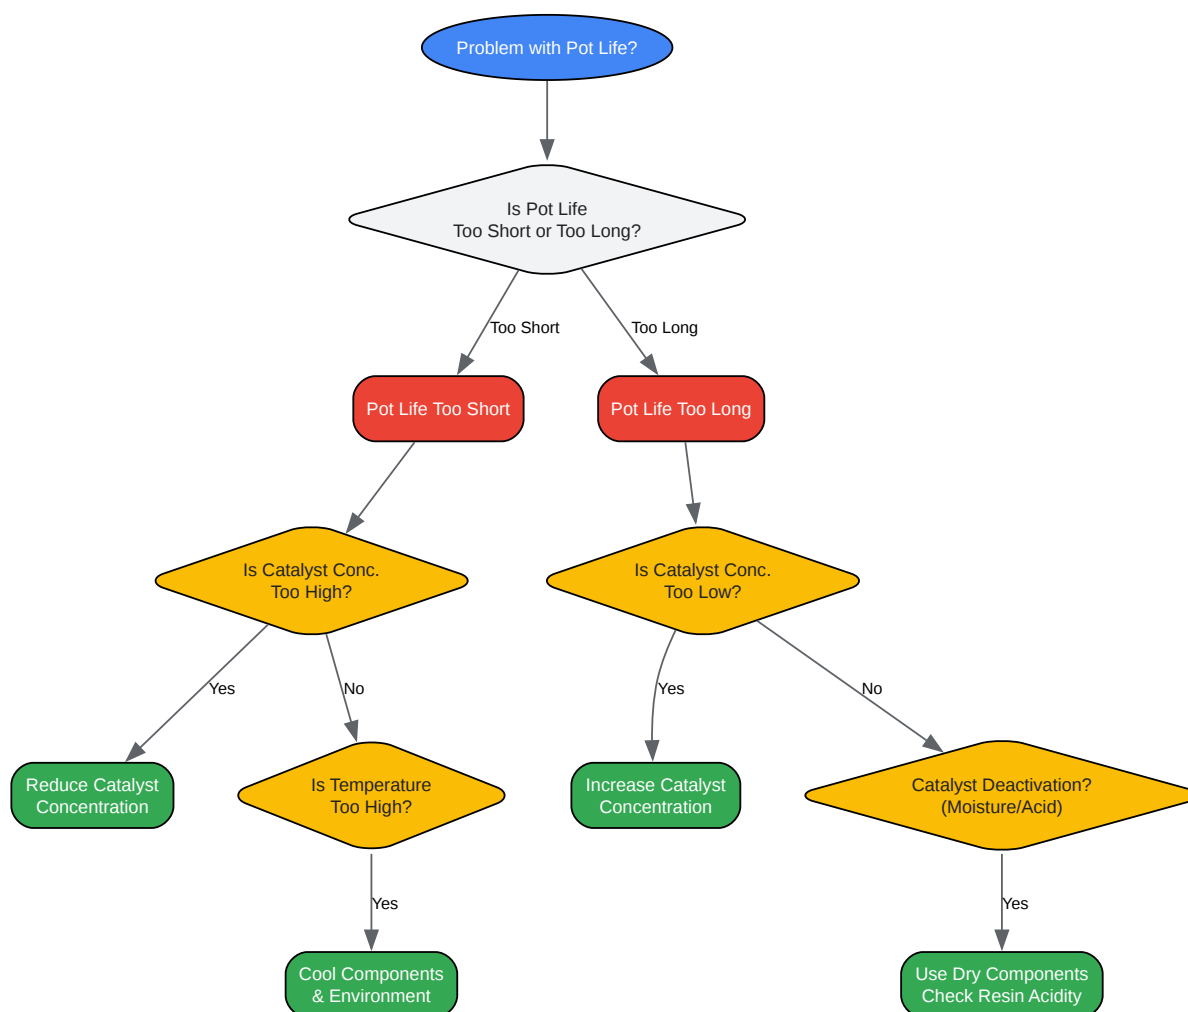 Problem with Pot Life?
Is Pot Life
Too Short or Too Long?
Too Short
Too Long
Pot Life Too Short
Pot Life Too Long
Is Catalyst Conc.
Too High?
Is Catalyst Conc.
Too Low?
Yes
No
Yes
No
Reduce Catalyst
Concentration
Is Temperature
Too High?
Increase Catalyst
Concentration
Catalyst Deactivation?
(Moisture/Acid)
Yes
Yes
Cool Components
& Environment
Use Dry Components
Check Resin Acidity